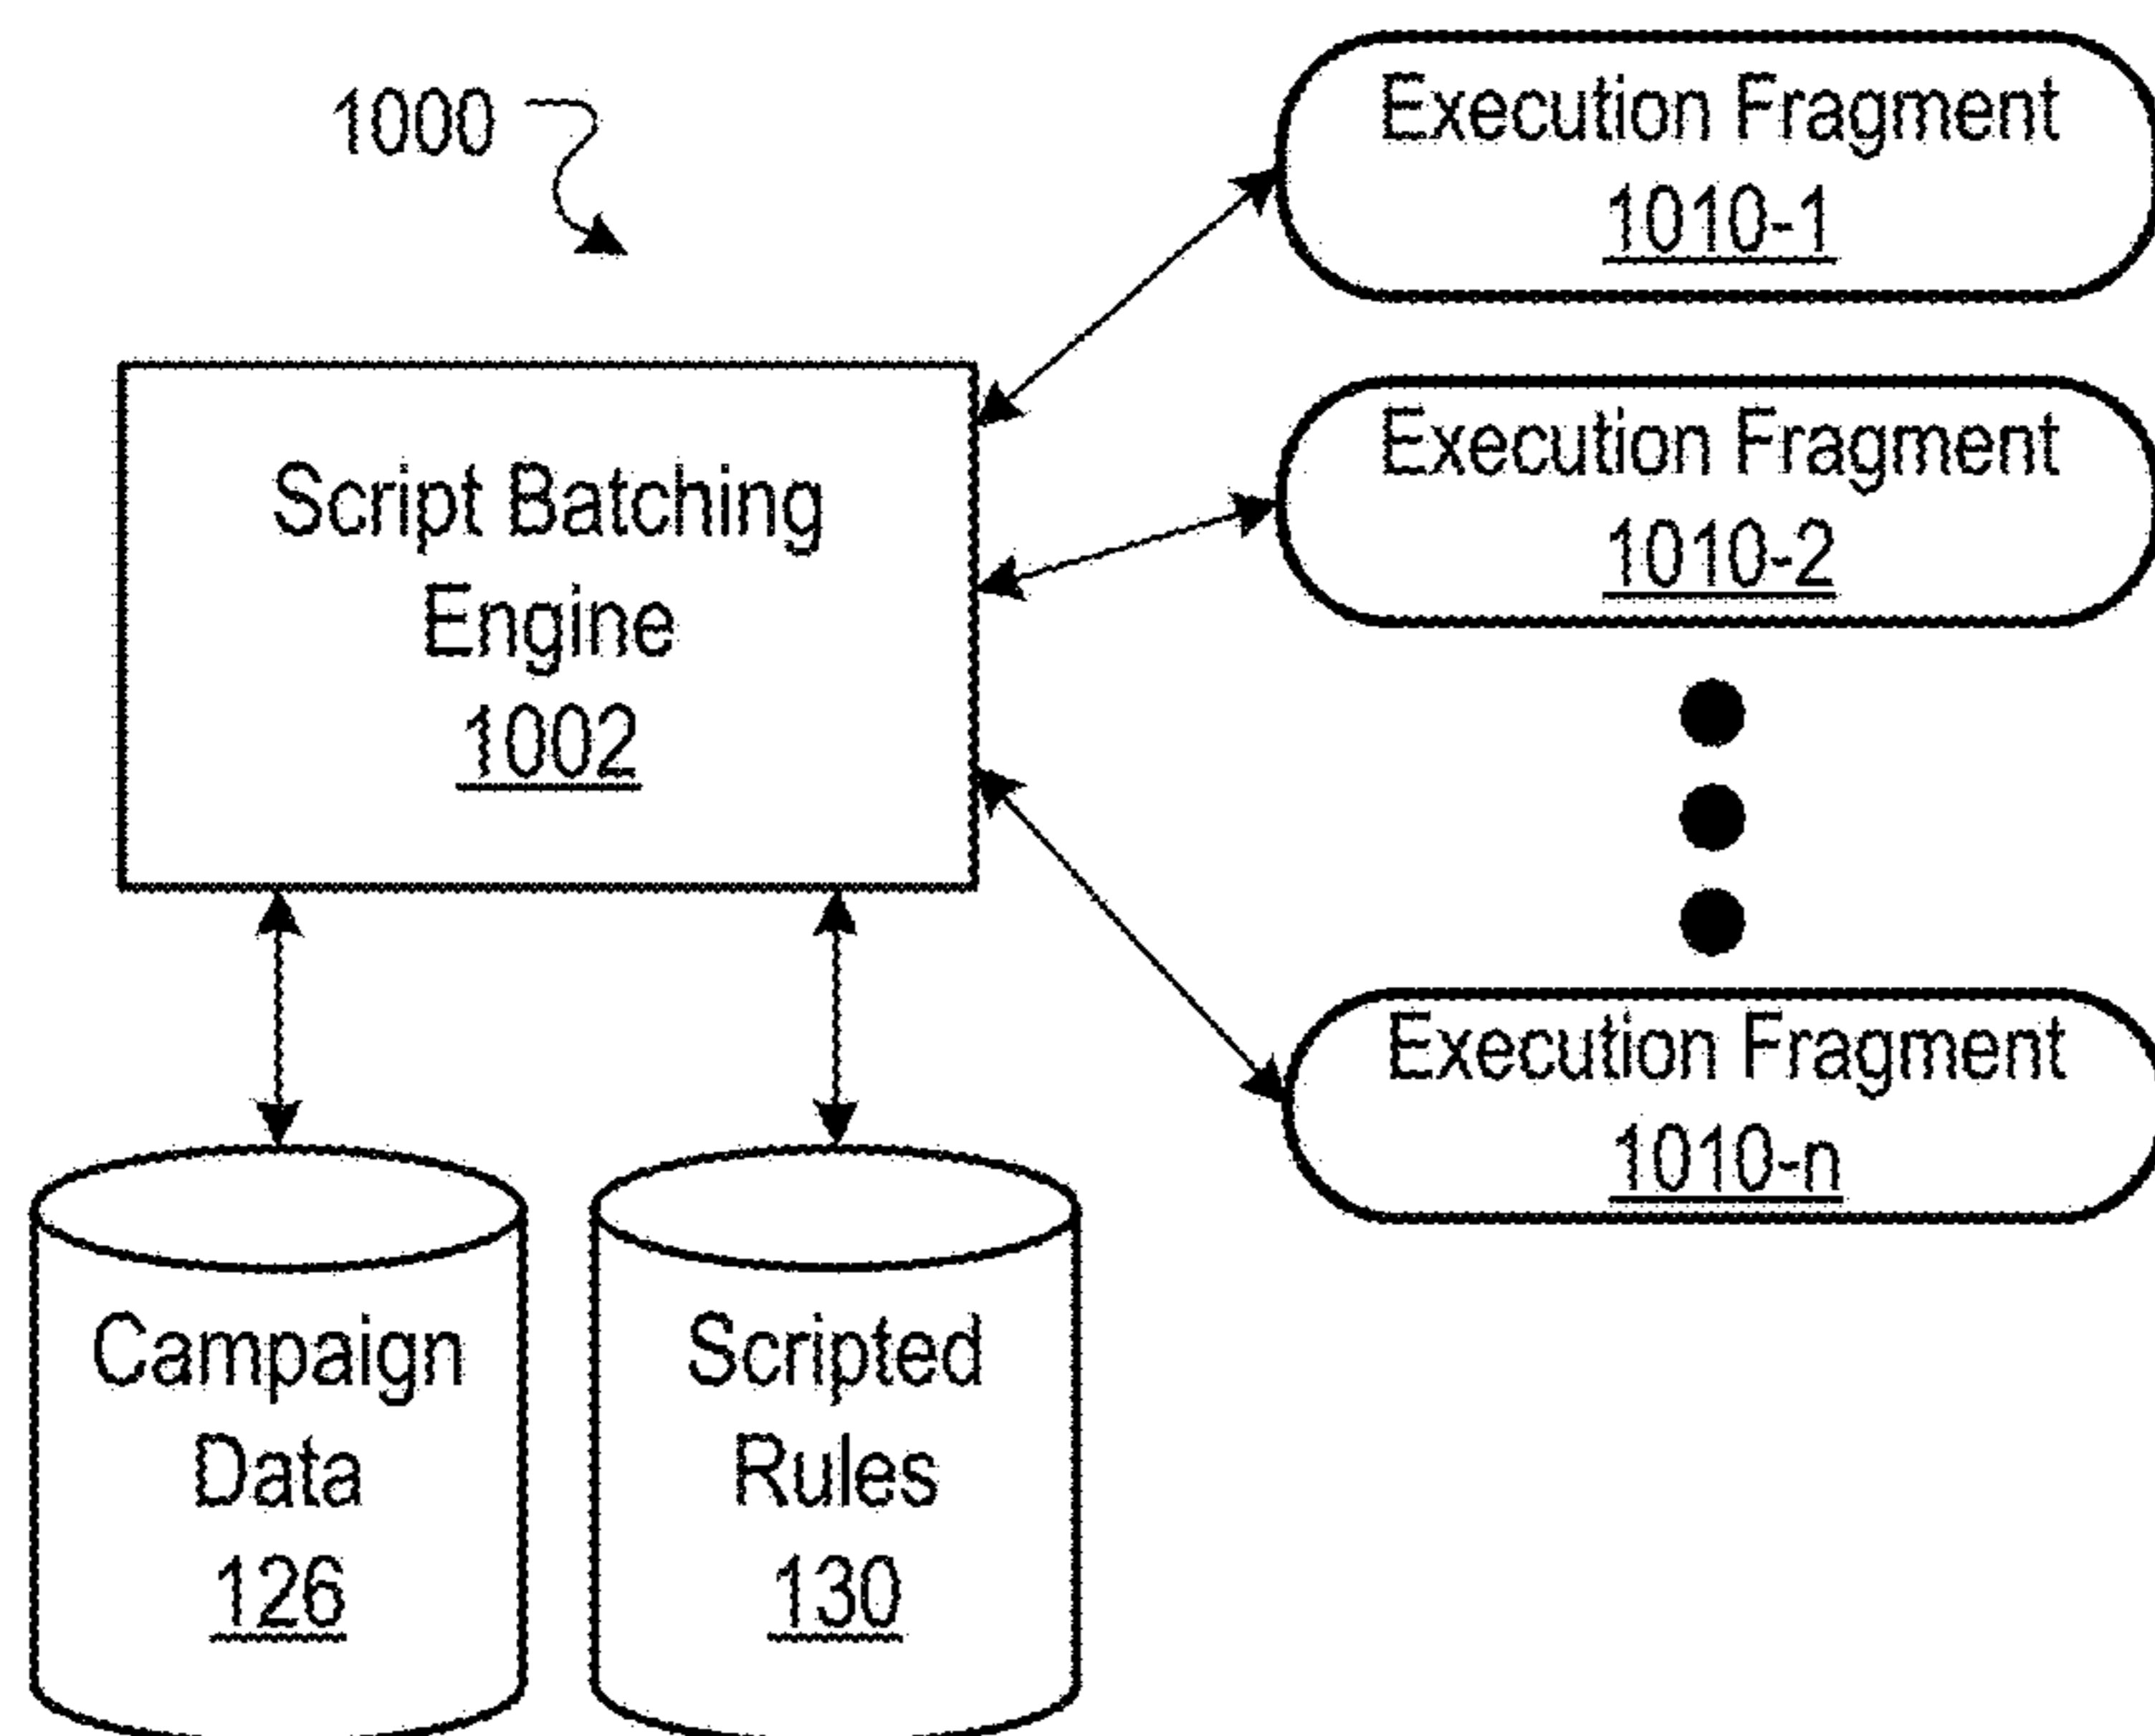 1000
Execution Fragment
1010-1
Execution Fragment
1010-2
Script Batching
Engine
1002
Execution Fragment
1010-n
Campaign
Data
126
Scripted
Rules
130